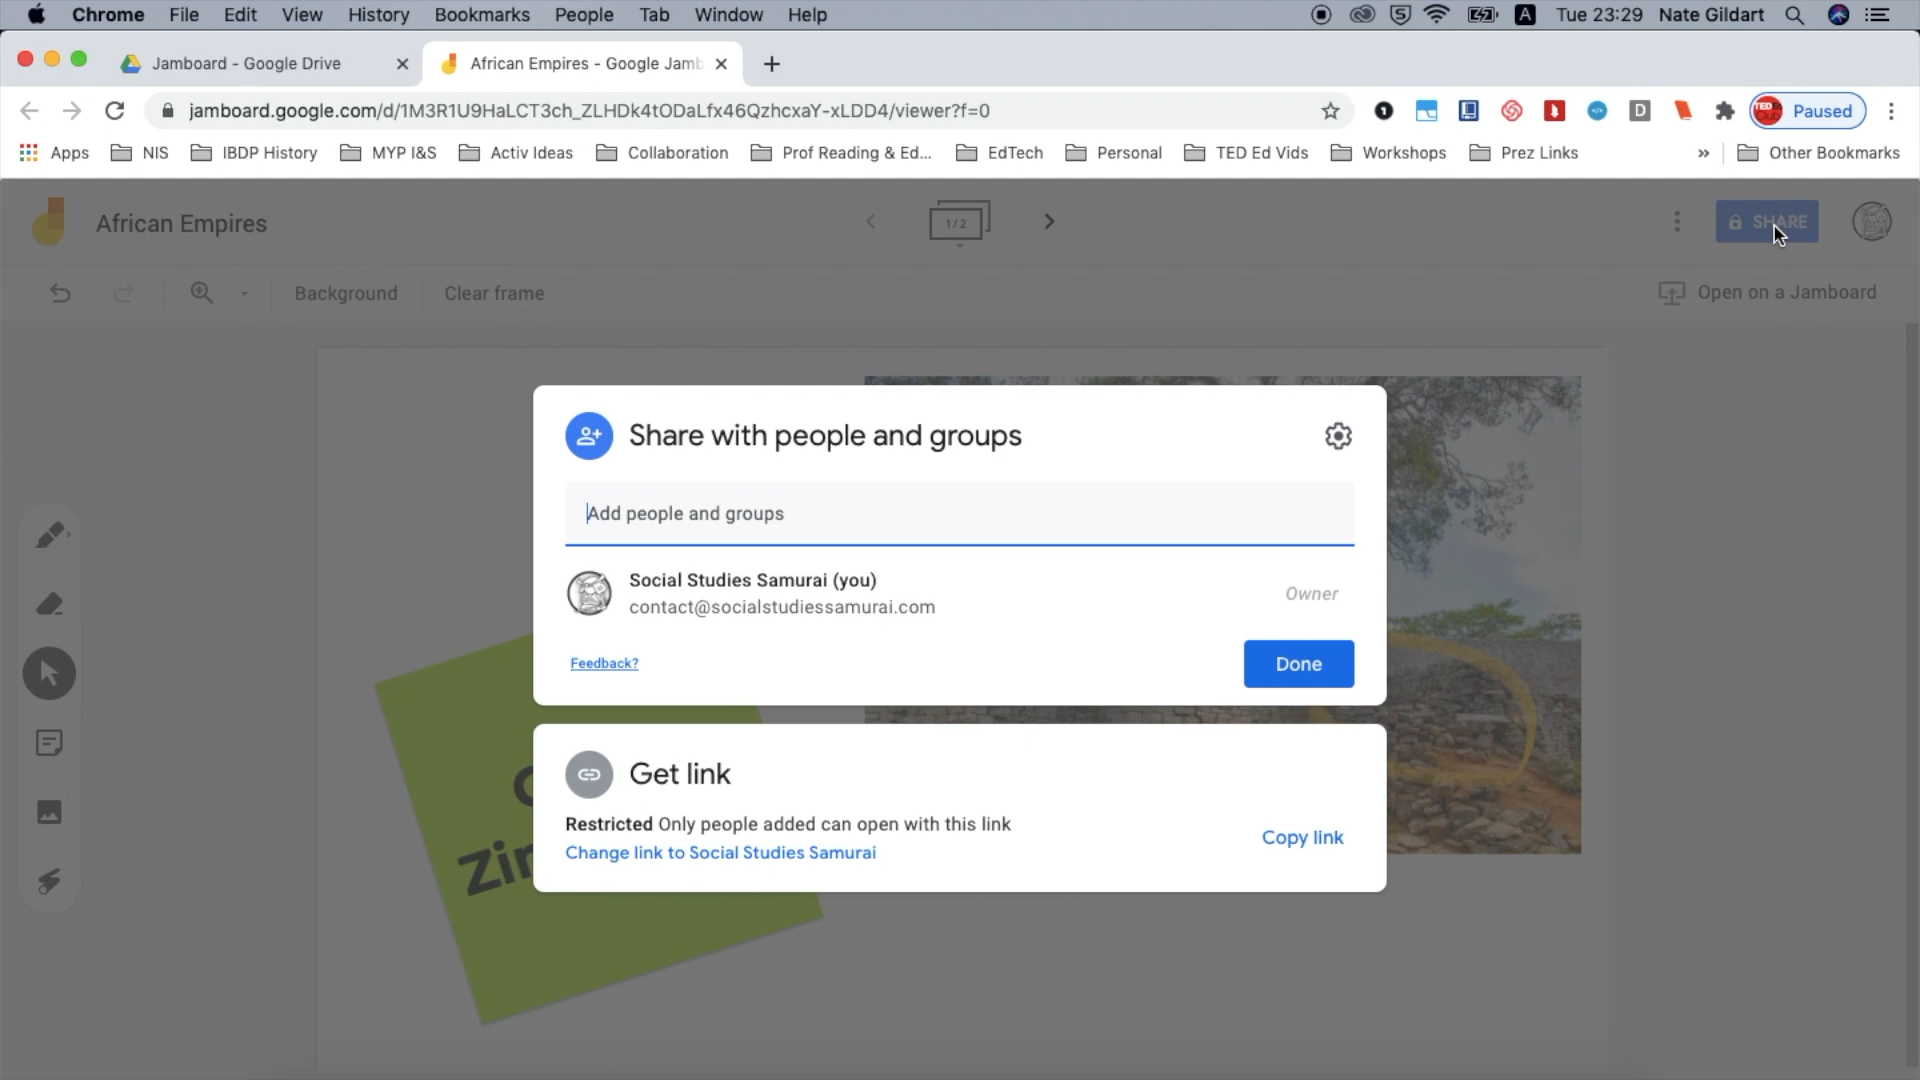 Chrome File Edit View History Bookmarks People Tab Window Help A Tue 23:29 Nate Gildart
Jamboard - Google Drive African Empires - Google Jamb
jamboard.google.com/d/1M3R1U9HaLCT3ch_ZLHDk4tODaLfx46QzhcxaY-xLDD4/viewer?f=0 D Paused
Apps NIS IBDP History MYP I&S Activ Ideas Collaboration Prof Reading & Ed... EdTech Personal TED Ed Vids Workshops Prez Links » Other Bookmarks
African Empires 1/2 SHARE
Background Clear frame Open on a Jamboard
Share with people and groups
Add people and groups
Social Studies Samurai (you)
contact@socialstudiessamurai.com Owner
Feedback? Done
Get link
Restricted Only people added can open with this link
Change link to Social Studies Samurai Copy link